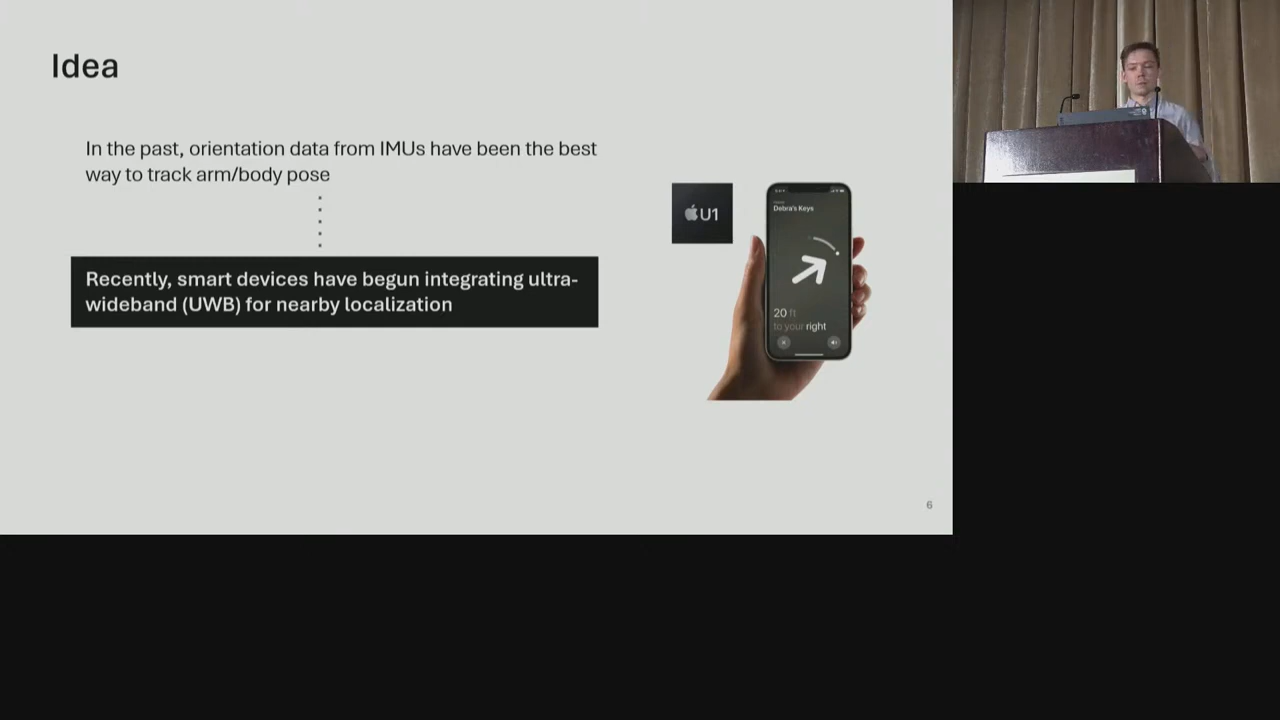 Idea
In the past, orientation data from IMUs have been the best
way to track arm/body pose
Recently, smart devices have begun integrating ultra-
wideband (UWB) for nearby localization
U1
Debra's Keys
20 ft
to your right
6